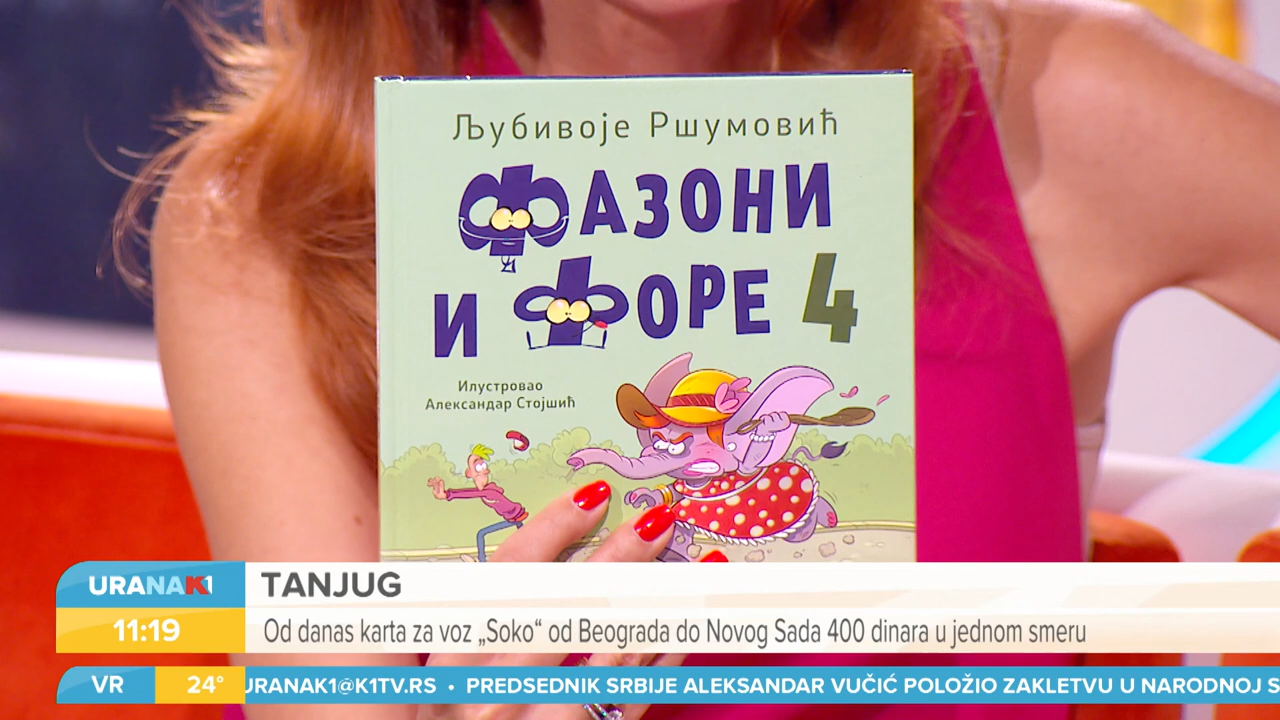 Љубивоје Ршумовић
ФАЗОНИ
И ФОРЕ 4
Илустровао
Александар Стојшић
URANAK1
TANJUG
11:19
Od danas karta za voz „Soko“ od Beograda do Novog Sada 400 dinara u jednom smeru
VR 24° URANAK1@K1TV.RS • PREDSEDNIK SRBIJE ALEKSANDAR VUČIĆ POLOŽIO ZAKLETVU U NARODNOJ S